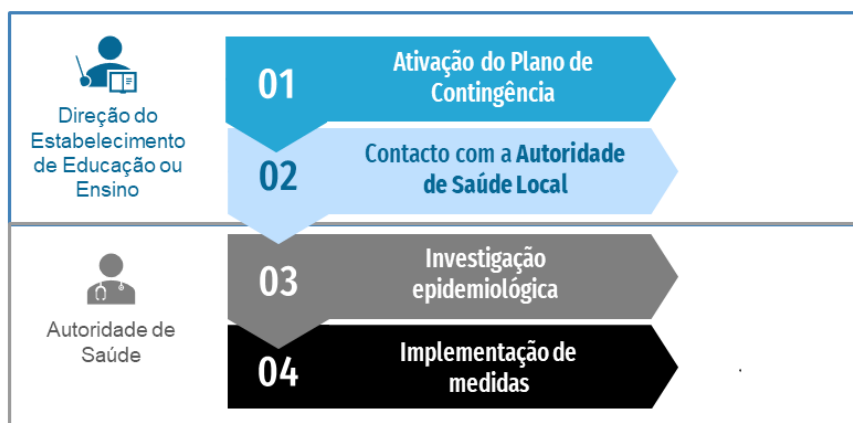 Direção do
Estabelecimento
de Educação ou
Ensino
01
Ativação do Plano de
Contingência
02
Contacto com a Autoridade
de Saúde Local
Autoridade de
Saúde
03
Investigação
epidemiológica
04
Implementação de
medidas
.